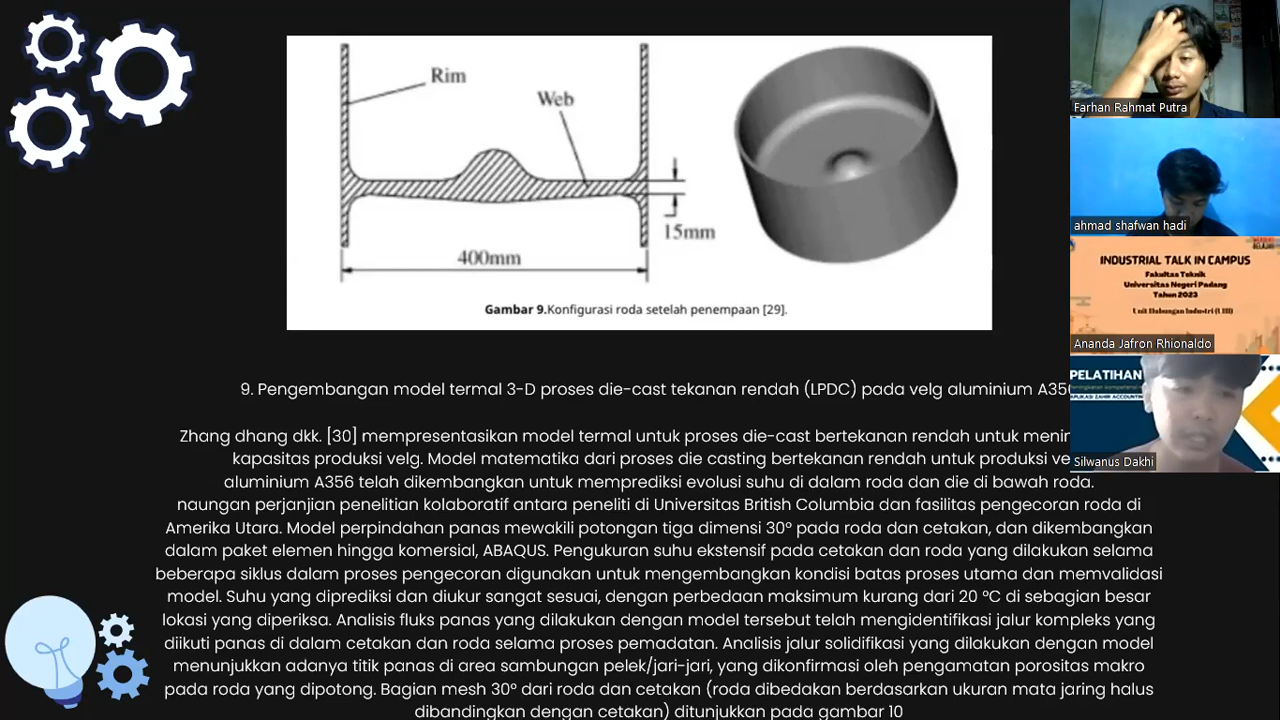 Rim
Web
15mm
400mm
Gambar 9.Konfigurasi roda setelah penempaan [29].
9. Pengembangan model termal 3-D proses die-cast tekanan rendah (LPDC) pada velg aluminium A356
Zhang dhang dkk. [30] mempresentasikan model termal untuk proses die-cast bertekanan rendah untuk menin
kapasitas produksi velg. Model matematika dari proses die casting bertekanan rendah untuk produksi ve
aluminium A356 telah dikembangkan untuk memprediksi evolusi suhu di dalam roda dan die di bawah roda.
naungan perjanjian penelitian kolaboratif antara peneliti di Universitas British Columbia dan fasilitas pengecoran roda di
Amerika Utara. Model perpindahan panas mewakili potongan tiga dimensi 30° pada roda dan cetakan, dan dikembangkan
dalam paket elemen hingga komersial, ABAQUS. Pengukuran suhu ekstensif pada cetakan dan roda yang dilakukan selama
beberapa siklus dalam proses pengecoran digunakan untuk mengembangkan kondisi batas proses utama dan memvalidasi
model. Suhu yang diprediksi dan diukur sangat sesuai, dengan perbedaan maksimum kurang dari 20 °C di sebagian besar
lokasi yang diperiksa. Analisis fluks panas yang dilakukan dengan model tersebut telah mengidentifikasi jalur kompleks yang
diikuti panas di dalam cetakan dan roda selama proses pemadatan. Analisis jalur solidifikasi yang dilakukan dengan model
menunjukkan adanya titik panas di area sambungan pelek/jari-jari, yang dikonfirmasi oleh pengamatan porositas makro
pada roda yang dipotong. Bagian mesh 30° dari roda dan cetakan (roda dibedakan berdasarkan ukuran mata jaring halus
dibandingkan dengan cetakan) ditunjukkan pada gambar 10
Farhan Rahmat Putra
ahmad shafwan hadi
INDUSTRIAL TALK IN CAMPUS
Fakultas Teknik
Universitas Negeri Padang
Tahun 2023
Unit Hubungan Industri (UHI)
Ananda Jafron Rhionaldo
PELATIHAN
APLIKASI ZAHIR ACCOUNTIN
Silwanus Dakhi